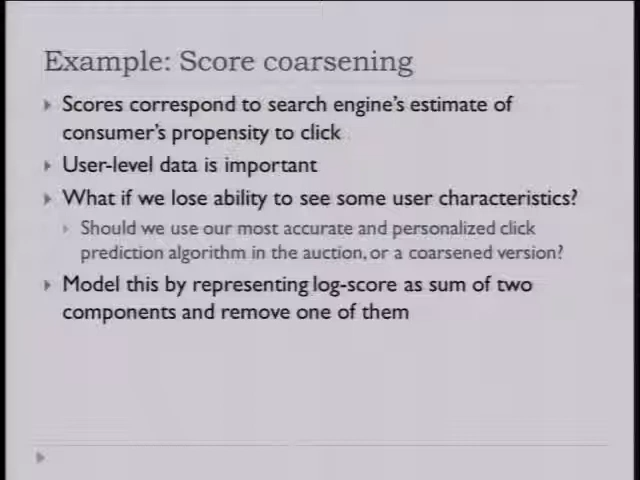 Example: Score coarsening
Scores correspond to search engine's estimate of
consumer's propensity to click
User-level data is important
What if we lose ability to see some user characteristics?
Should we use our most accurate and personalized click
prediction algorithm in the auction, or a coarsened version?
Model this by representing log-score as sum of two
components and remove one of them